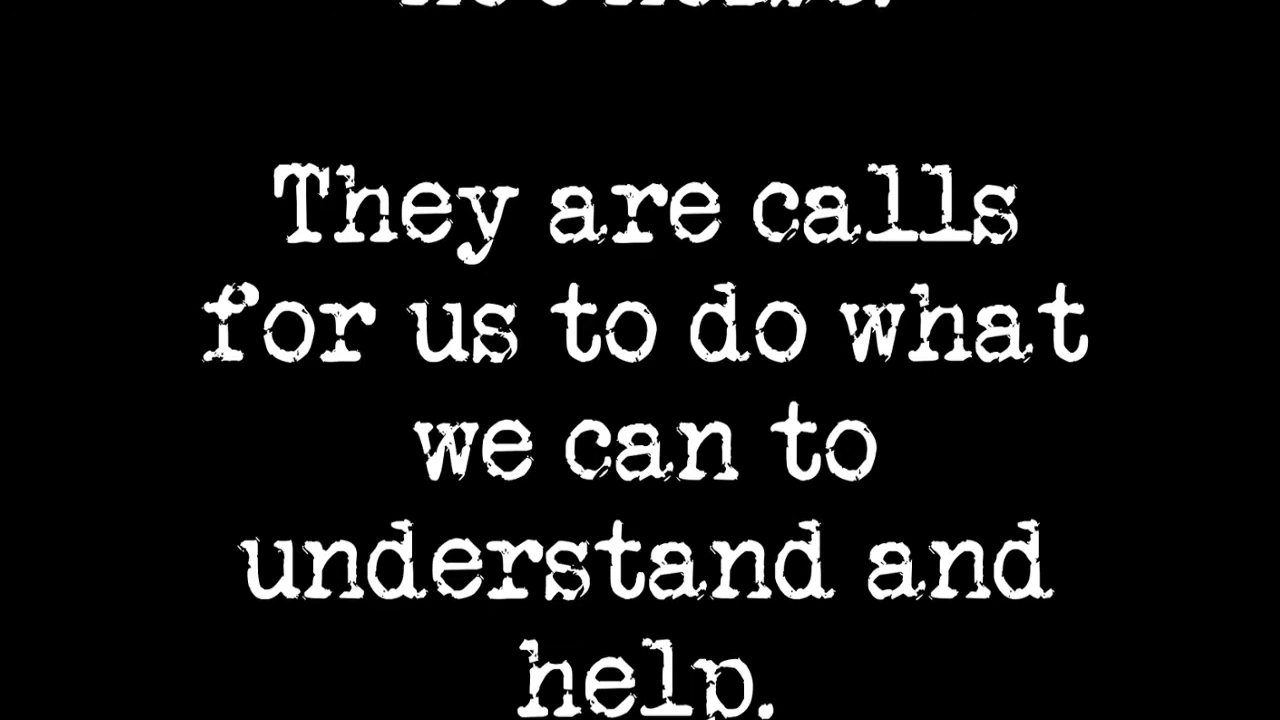 They are calls
for us to do what
we can to
understand and
help.